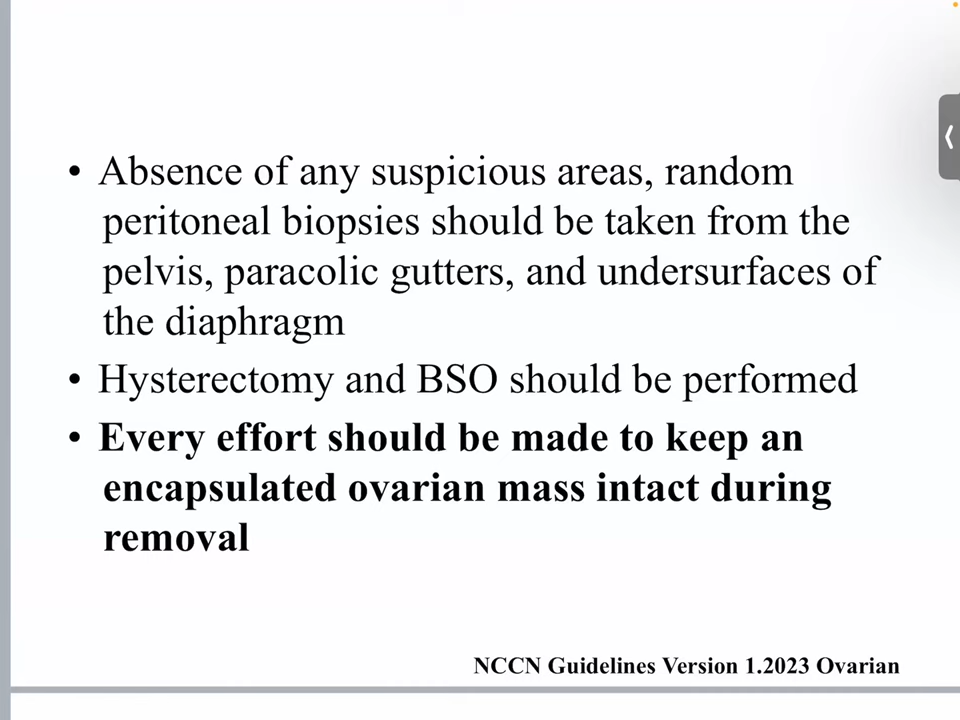 • Absence of any suspicious areas, random
peritoneal biopsies should be taken from the
pelvis, paracolic gutters, and undersurfaces of
the diaphragm
• Hysterectomy and BSO should be performed
• Every effort should be made to keep an
encapsulated ovarian mass intact during
removal
NCCN Guidelines Version 1.2023 Ovarian